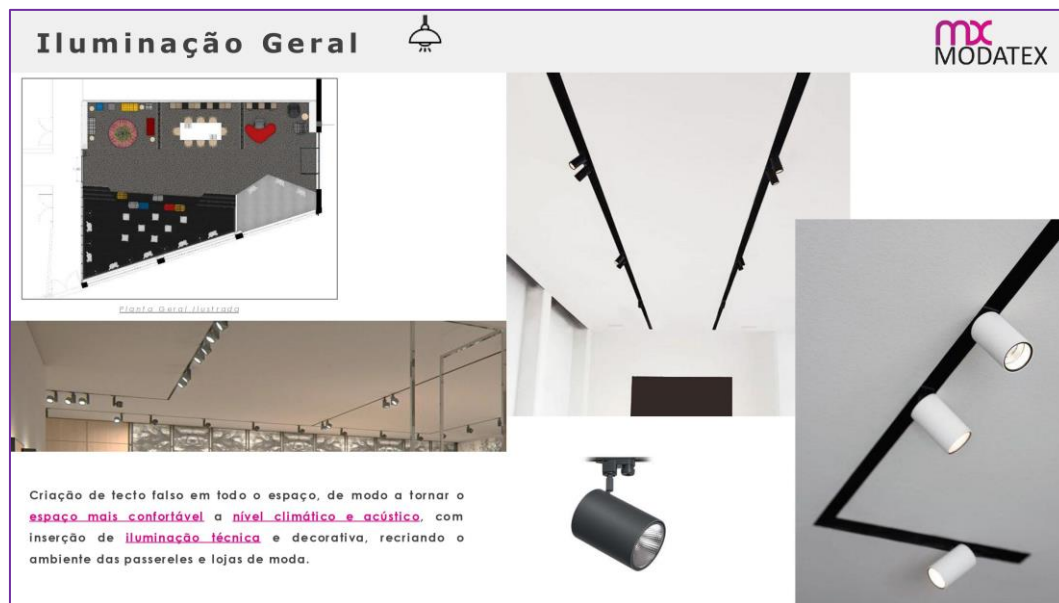 Iluminação Geral
mx
MODATEX
Planta Geral Ilustrada
Criação de tecto falso em todo o espaço, de modo a tornar o
espaço mais confortável a nível climático e acústico, com
inserção de iluminação técnica e decorativa, recriando o
ambiente das passereles e lojas de moda.